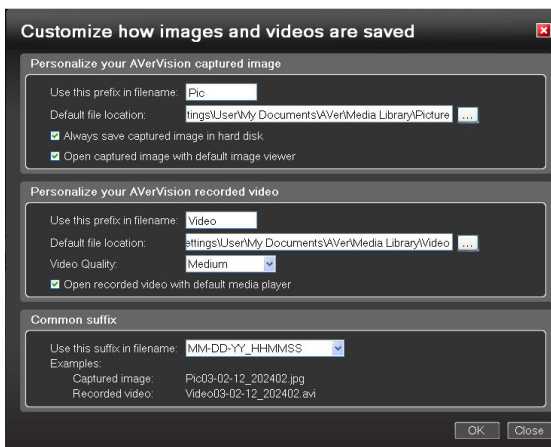 Customize how images and videos are saved
Personalize your AVerVision captured image
Use this prefix in filename: Pic
Default file location: tings\User\My Documents\AVer\Media Library\Picture ...
Always save captured image in hard disk
Open captured image with default image viewer
Personalize your AVerVision recorded video
Use this prefix in filename: Video
Default file location: ettings\User\My Documents\AVer\Media Library\Video ...
Video Quality: Medium
Open recorded video with default media player
Common suffix
Use this suffix in filename: MM-DD-YY_HHMMSS
Examples:
Captured image: Pic03-02-12_202402.jpg
Recorded video: Video03-02-12_202402.avi
OK Close